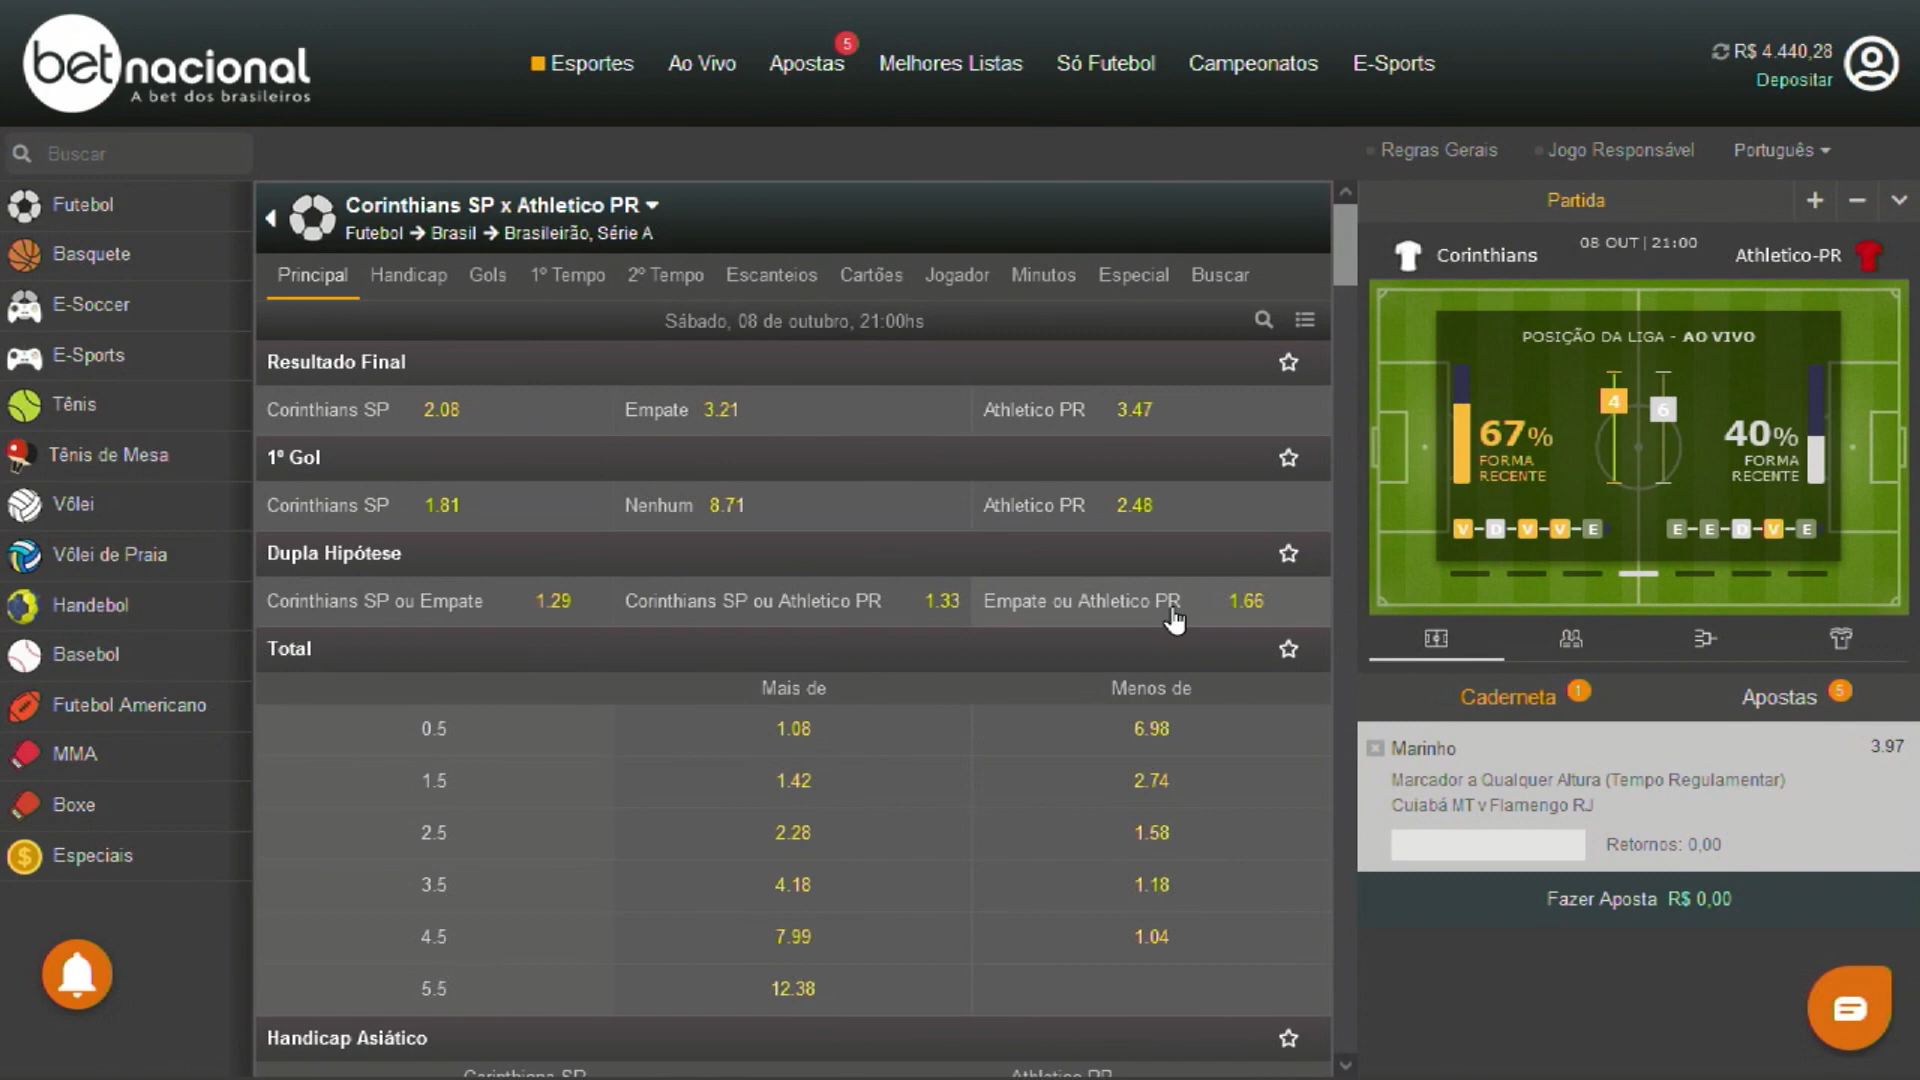 betnacional
A bet dos brasileiros
Esportes
Ao Vivo
Apostas
5
Melhores Listas
Só Futebol
Campeonatos
E-Sports
R$ 4.440,28
Depositar
Buscar
Regras Gerais
Jogo Responsável
Português
Futebol
Basquete
E-Soccer
E-Sports
Tênis
Tênis de Mesa
Vôlei
Vôlei de Praia
Handebol
Basebol
Futebol Americano
MMA
Boxe
Especiais
Corinthians SP x Athletico PR
Futebol → Brasil → Brasileirão, Série A
Principal Handicap Gols 1º Tempo 2º Tempo Escanteios Cartões Jogador Minutos Especial Buscar
Sábado, 08 de outubro, 21:00hs
Resultado Final
Corinthians SP 2.08 Empate 3.21 Athletico PR 3.47
1º Gol
Corinthians SP 1.81 Nenhum 8.71 Athletico PR 2.48
Dupla Hipótese
Corinthians SP ou Empate 1.29 Corinthians SP ou Athletico PR 1.33 Empate ou Athletico PR 1.66
Total
Mais de Menos de
0.5 1.08 6.98
1.5 1.42 2.74
2.5 2.28 1.58
3.5 4.18 1.18
4.5 7.99 1.04
5.5 12.38
Handicap Asiático
Corinthians SP Athletico PR
Partida
Corinthians 08 OUT | 21:00 Athletico-PR
POSIÇÃO DA LIGA - AO VIVO
4 6
67% 40%
FORMA FORMA
RECENTE RECENTE
V-D-V-V-E E-E-D-V-E
Caderneta 1 Apostas 5
Marinho 3.97
Marcador a Qualquer Altura (Tempo Regulamentar)
Cuiabá MT v Flamengo RJ
Retornos: 0,00
Fazer Aposta R$ 0,00